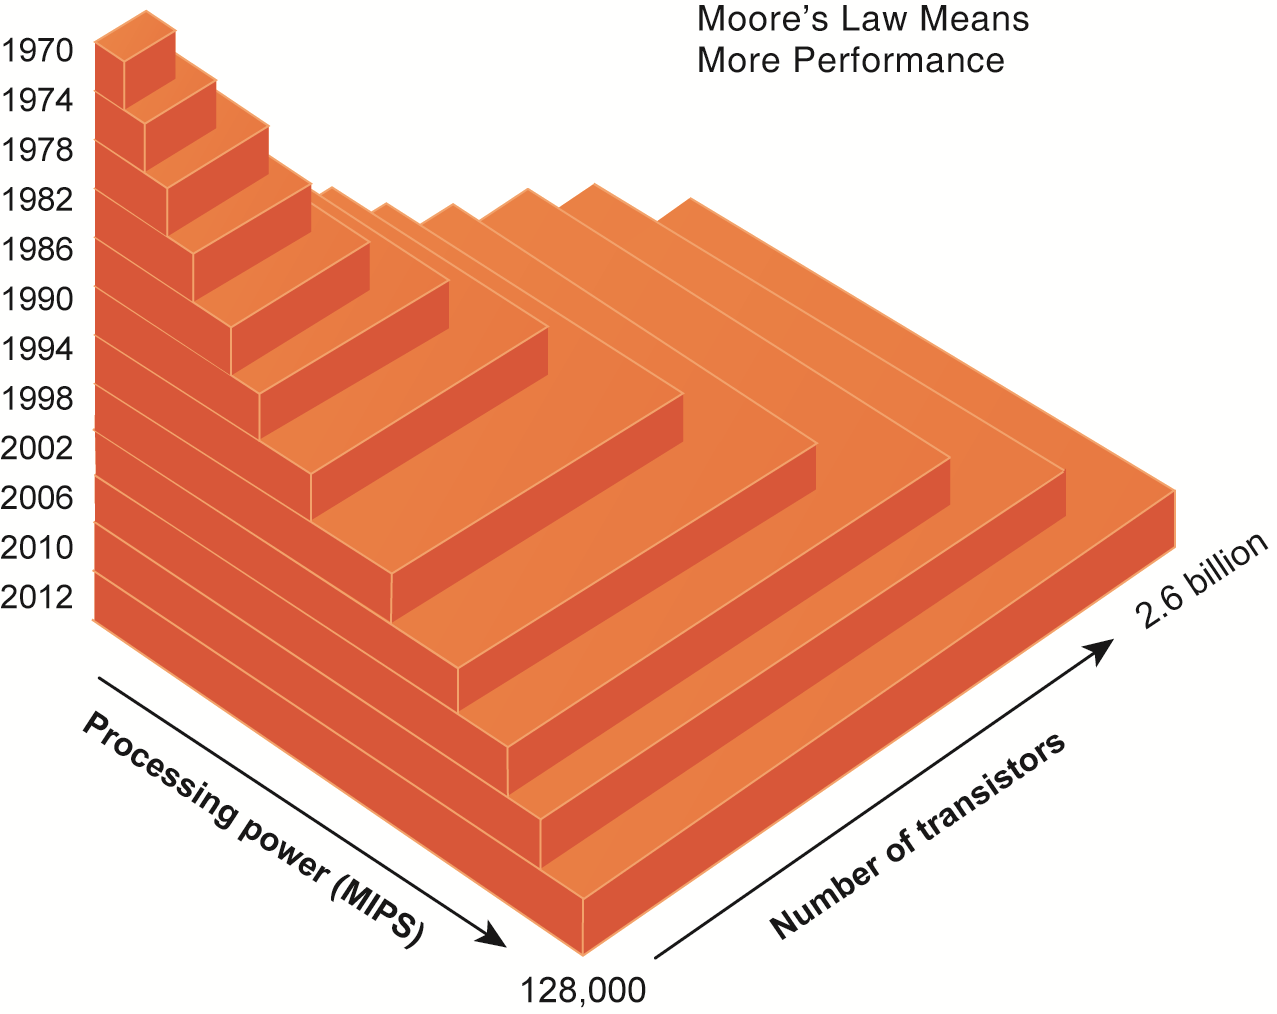 Moore’s Law Means
More Performance
1970
1974
1978
1982
1986
1990
1994
1998
2002
2006
2010
2012
Processing power (MIPS)
128,000
Number of transistors
2.6 billion